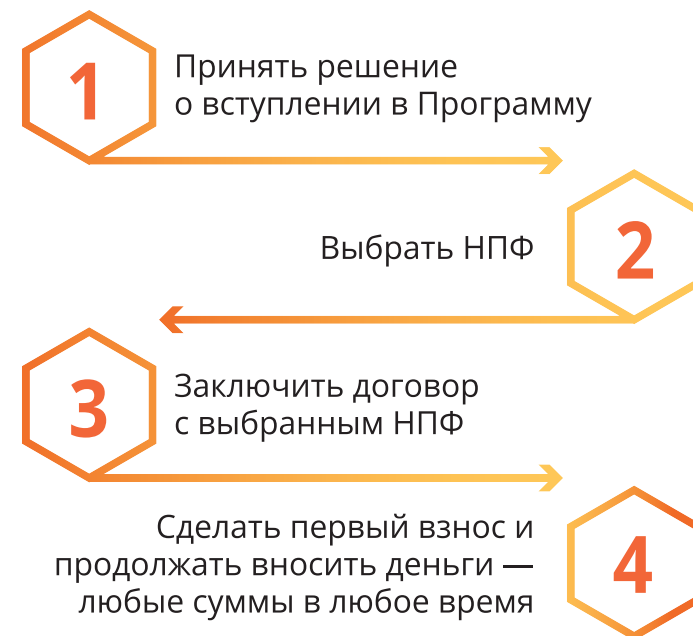 1
Принять решение
о вступлении в Программу
2
Выбрать НПФ
3
Заключить договор
с выбранным НПФ
4
Сделать первый взнос и
продолжать вносить деньги —
любые суммы в любое время